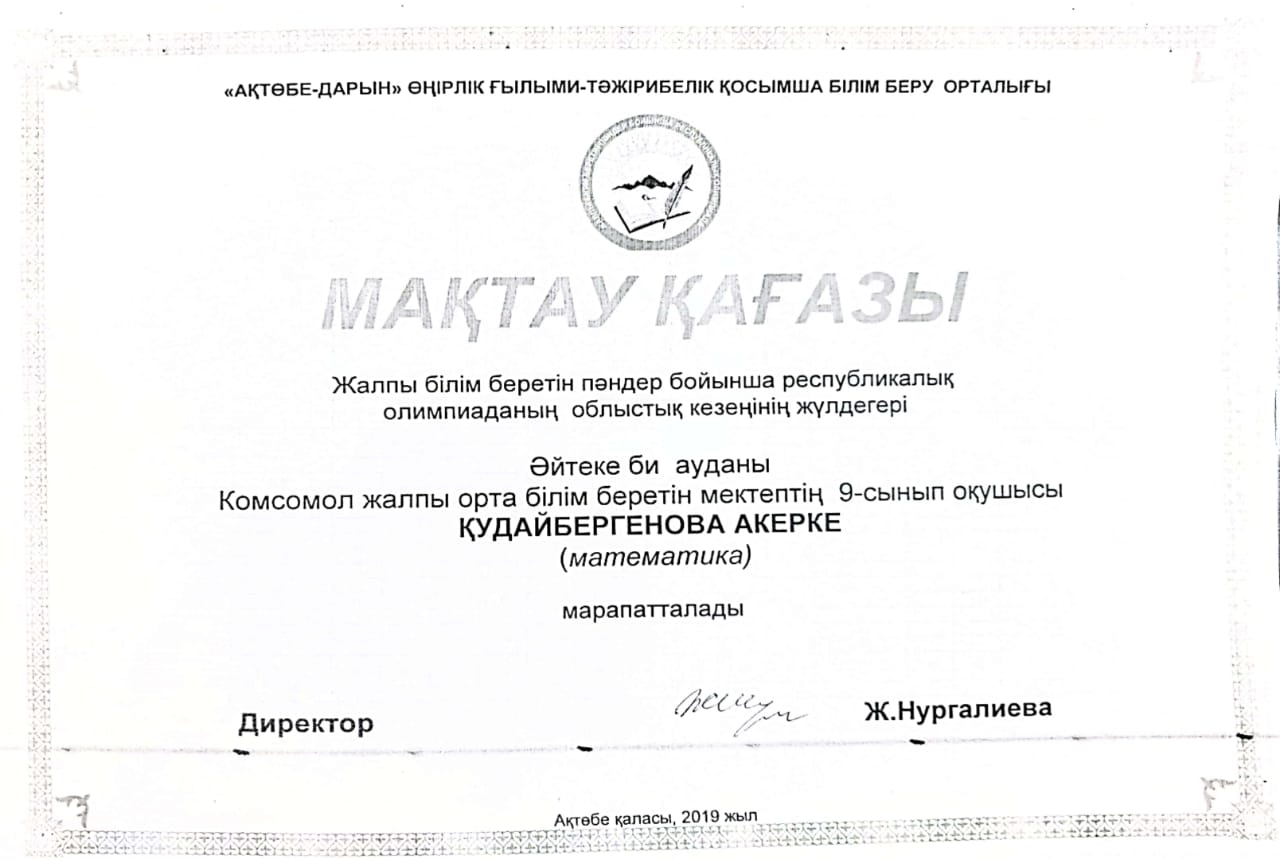 «АҚТӨБЕ-ДАРЫН» ӨҢІРЛІК ҒЫЛЫМИ-ТӘЖІРИБЕЛІК ҚОСЫМША БІЛІМ БЕРУ ОРТАЛЫҒЫ
МАҚТАУ ҚАҒАЗЫ
Жалпы білім беретін пәндер бойынша республикалық
олимпиаданың облыстық кезеңінің жүлдегері
Әйтеке би ауданы
Комсомол жалпы орта білім беретін мектептің 9-сынып оқушысы
ҚУДАЙБЕРГЕНОВА АКЕРКЕ
(математика)
марапатталады
Директор Ж.Нургалиева
Ақтөбе қаласы, 2019 жыл